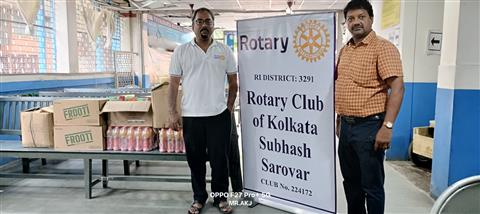 Rotary
RI DISTRICT: 3291
Rotary Club
of Kolkata
Subhash
Sarovar
CLUB No. 224172
FROOTI
FROOTI
OPPO F27 Pro+ 5G
MR.AKJ